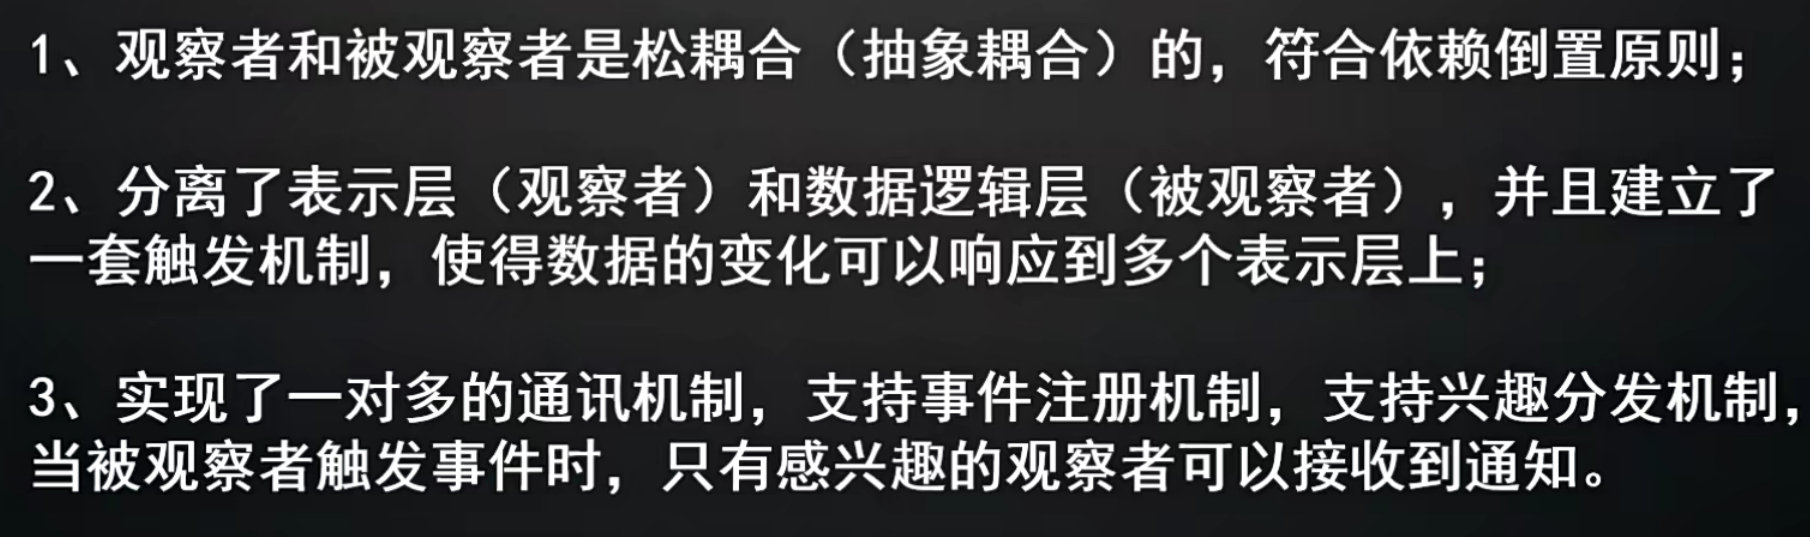 1、观察者和被观察者是松耦合（抽象耦合）的，符合依赖倒置原则；
2、分离了表示层（观察者）和数据逻辑层（被观察者），并且建立了
一套触发机制，使得数据的变化可以响应到多个表示层上；
3、实现了一对多的通讯机制，支持事件注册机制，支持兴趣分发机制，
当被观察者触发事件时，只有感兴趣的观察者可以接收到通知。